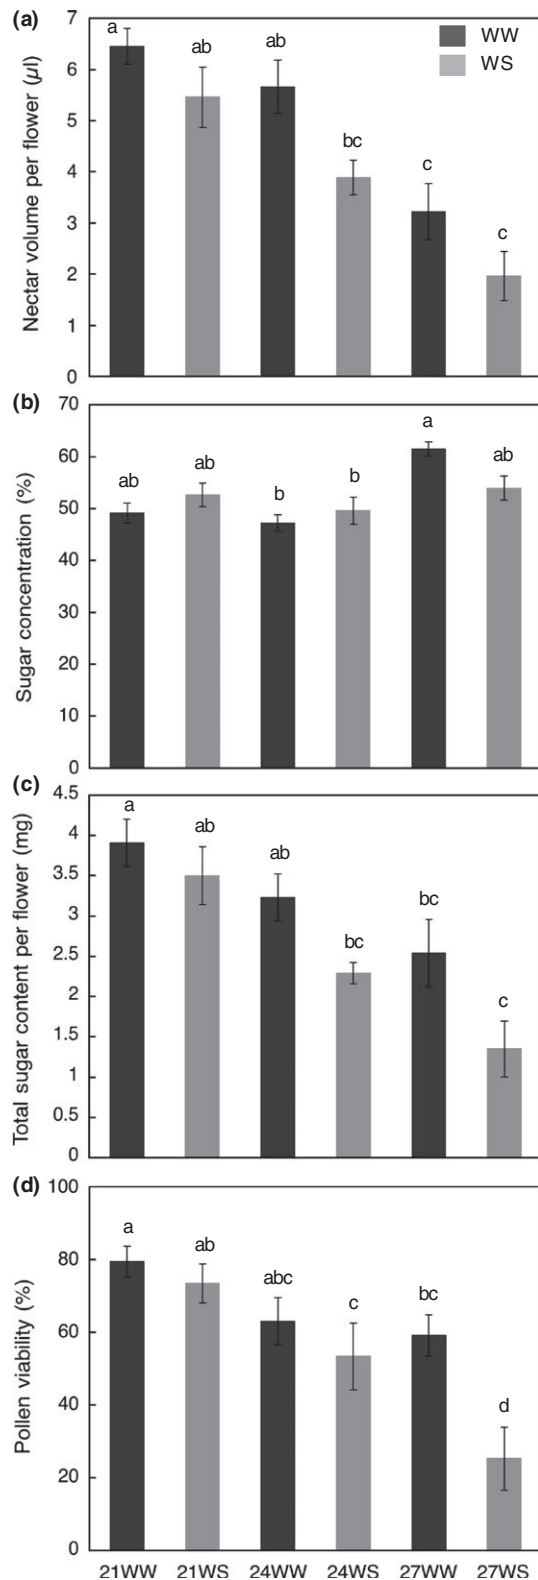 (a)
7
6
5
4
3
2
1
0
Nectar volume per flower (µl)
WW
WS
a
ab
ab
bc
c
c
(b)
70
60
50
40
30
20
10
0
Sugar concentration (%)
ab
ab
b
b
a
ab
(c)
4.5
4
3.5
3
2.5
2
1.5
1
0.5
0
Total sugar content per flower (mg)
a
ab
ab
bc
bc
c
(d)
100
80
60
40
20
0
Pollen viability (%)
a
ab
abc
c
bc
d
21WW 21WS 24WW 24WS 27WW 27WS